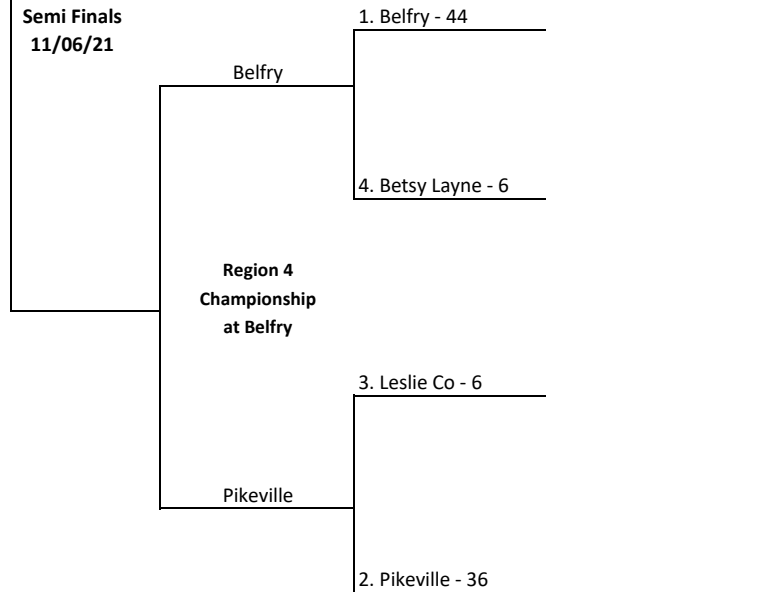 Semi Finals
11/06/21
1. Belfry - 44
Belfry
4. Betsy Layne - 6
Region 4
Championship
at Belfry
3. Leslie Co - 6
Pikeville
2. Pikeville - 36